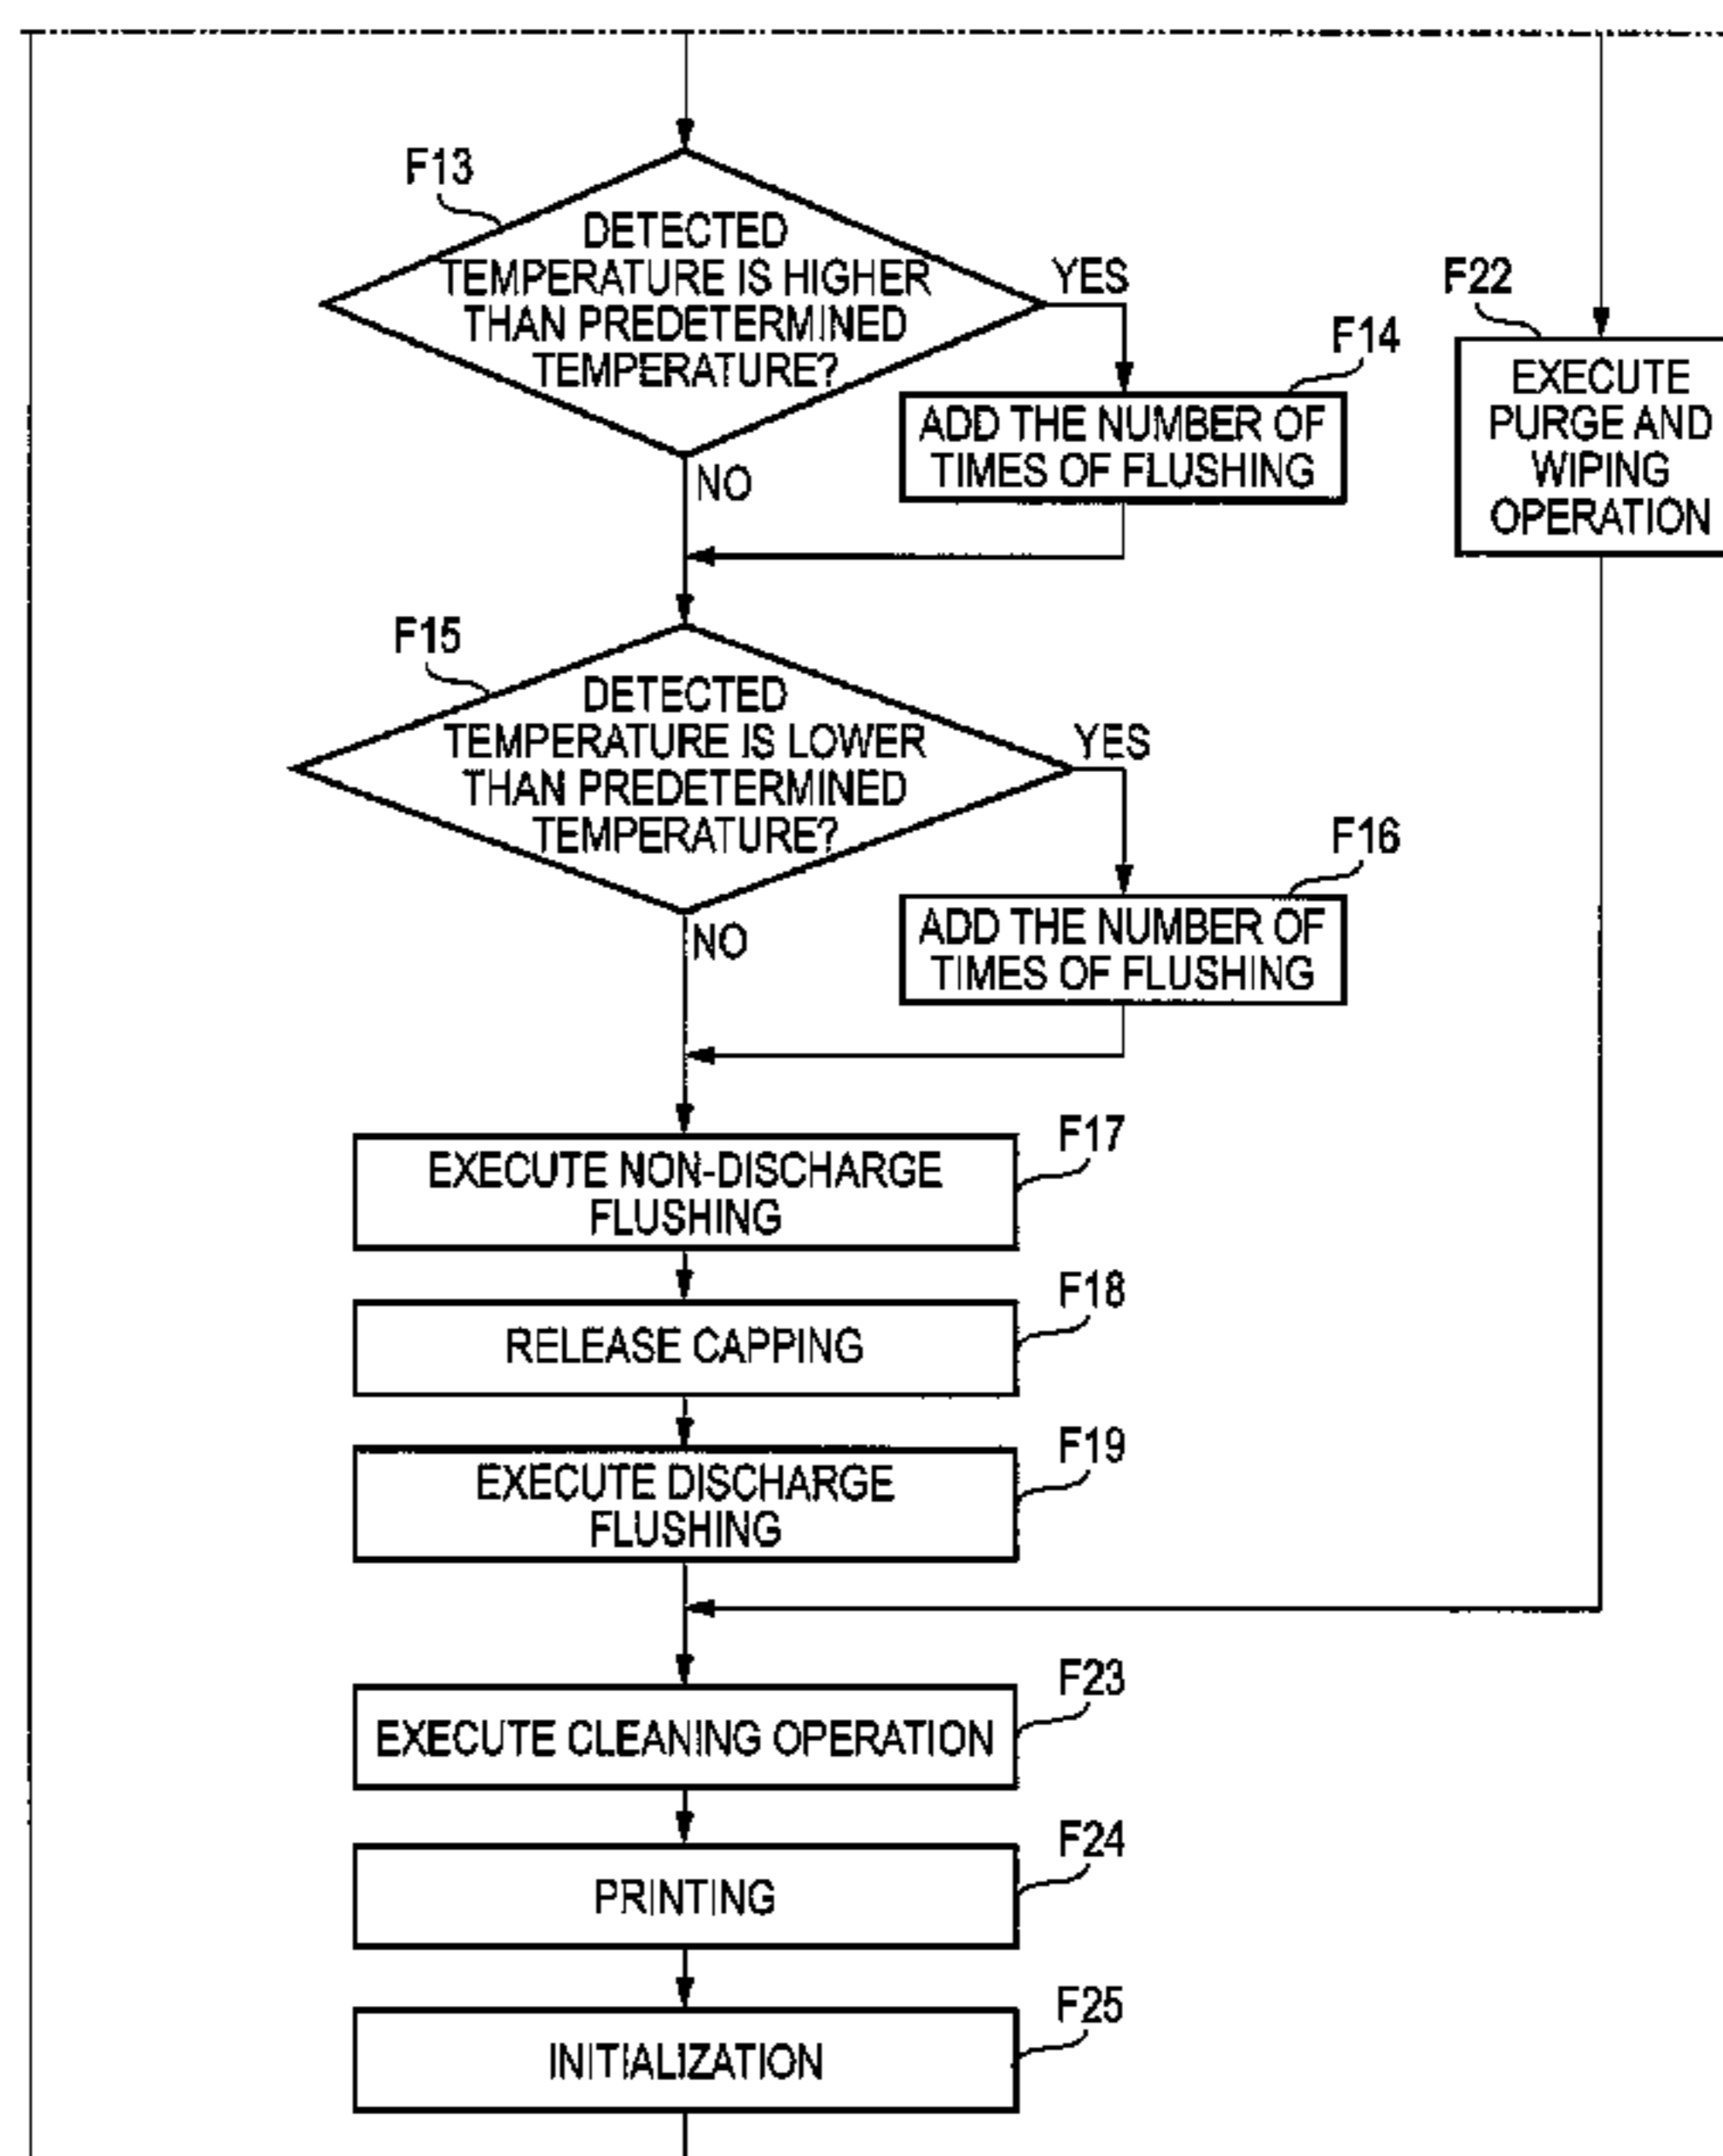 F13
DETECTED
TEMPERATURE IS HIGHER
THAN PREDETERMINED
TEMPERATURE?
YES
NO
F14
ADD THE NUMBER OF
TIMES OF FLUSHING
F22
EXECUTE
PURGE AND
WIPING
OPERATION
F15
DETECTED
TEMPERATURE IS LOWER
THAN PREDETERMINED
TEMPERATURE?
YES
NO
F16
ADD THE NUMBER OF
TIMES OF FLUSHING
F17
EXECUTE NON-DISCHARGE
FLUSHING
F18
RELEASE CAPPING
F19
EXECUTE DISCHARGE
FLUSHING
F23
EXECUTE CLEANING OPERATION
F24
PRINTING
F25
INITIALIZATION